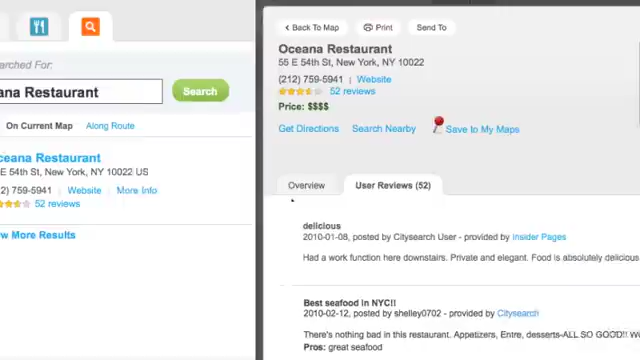 arched For:
ana Restaurant
Search
On Current Map
Along Route
ceana Restaurant
E 54th St, New York, NY 10022 US
2) 759-5941 | Website | More Info
52 reviews
w More Results
Back To Map
Print
Send To
Oceana Restaurant
55 E 54th St, New York, NY 10022
(212) 759-5941 | Website
52 reviews
Price: $$$$
Get Directions
Search Nearby
Save to My Maps
Overview
User Reviews (52)
delicious
2010-01-08, posted by Citysearch User - provided by Insider Pages
Had a work function here downstairs. Private and elegant. Food is absolutely delicious
Best seafood in NYC!!
2010-02-12, posted by shelley0702 - provided by Citysearch
There's nothing bad in this restaurant. Appetizers, Entre, desserts-ALL SO GOOD!!
Pros: great seafood